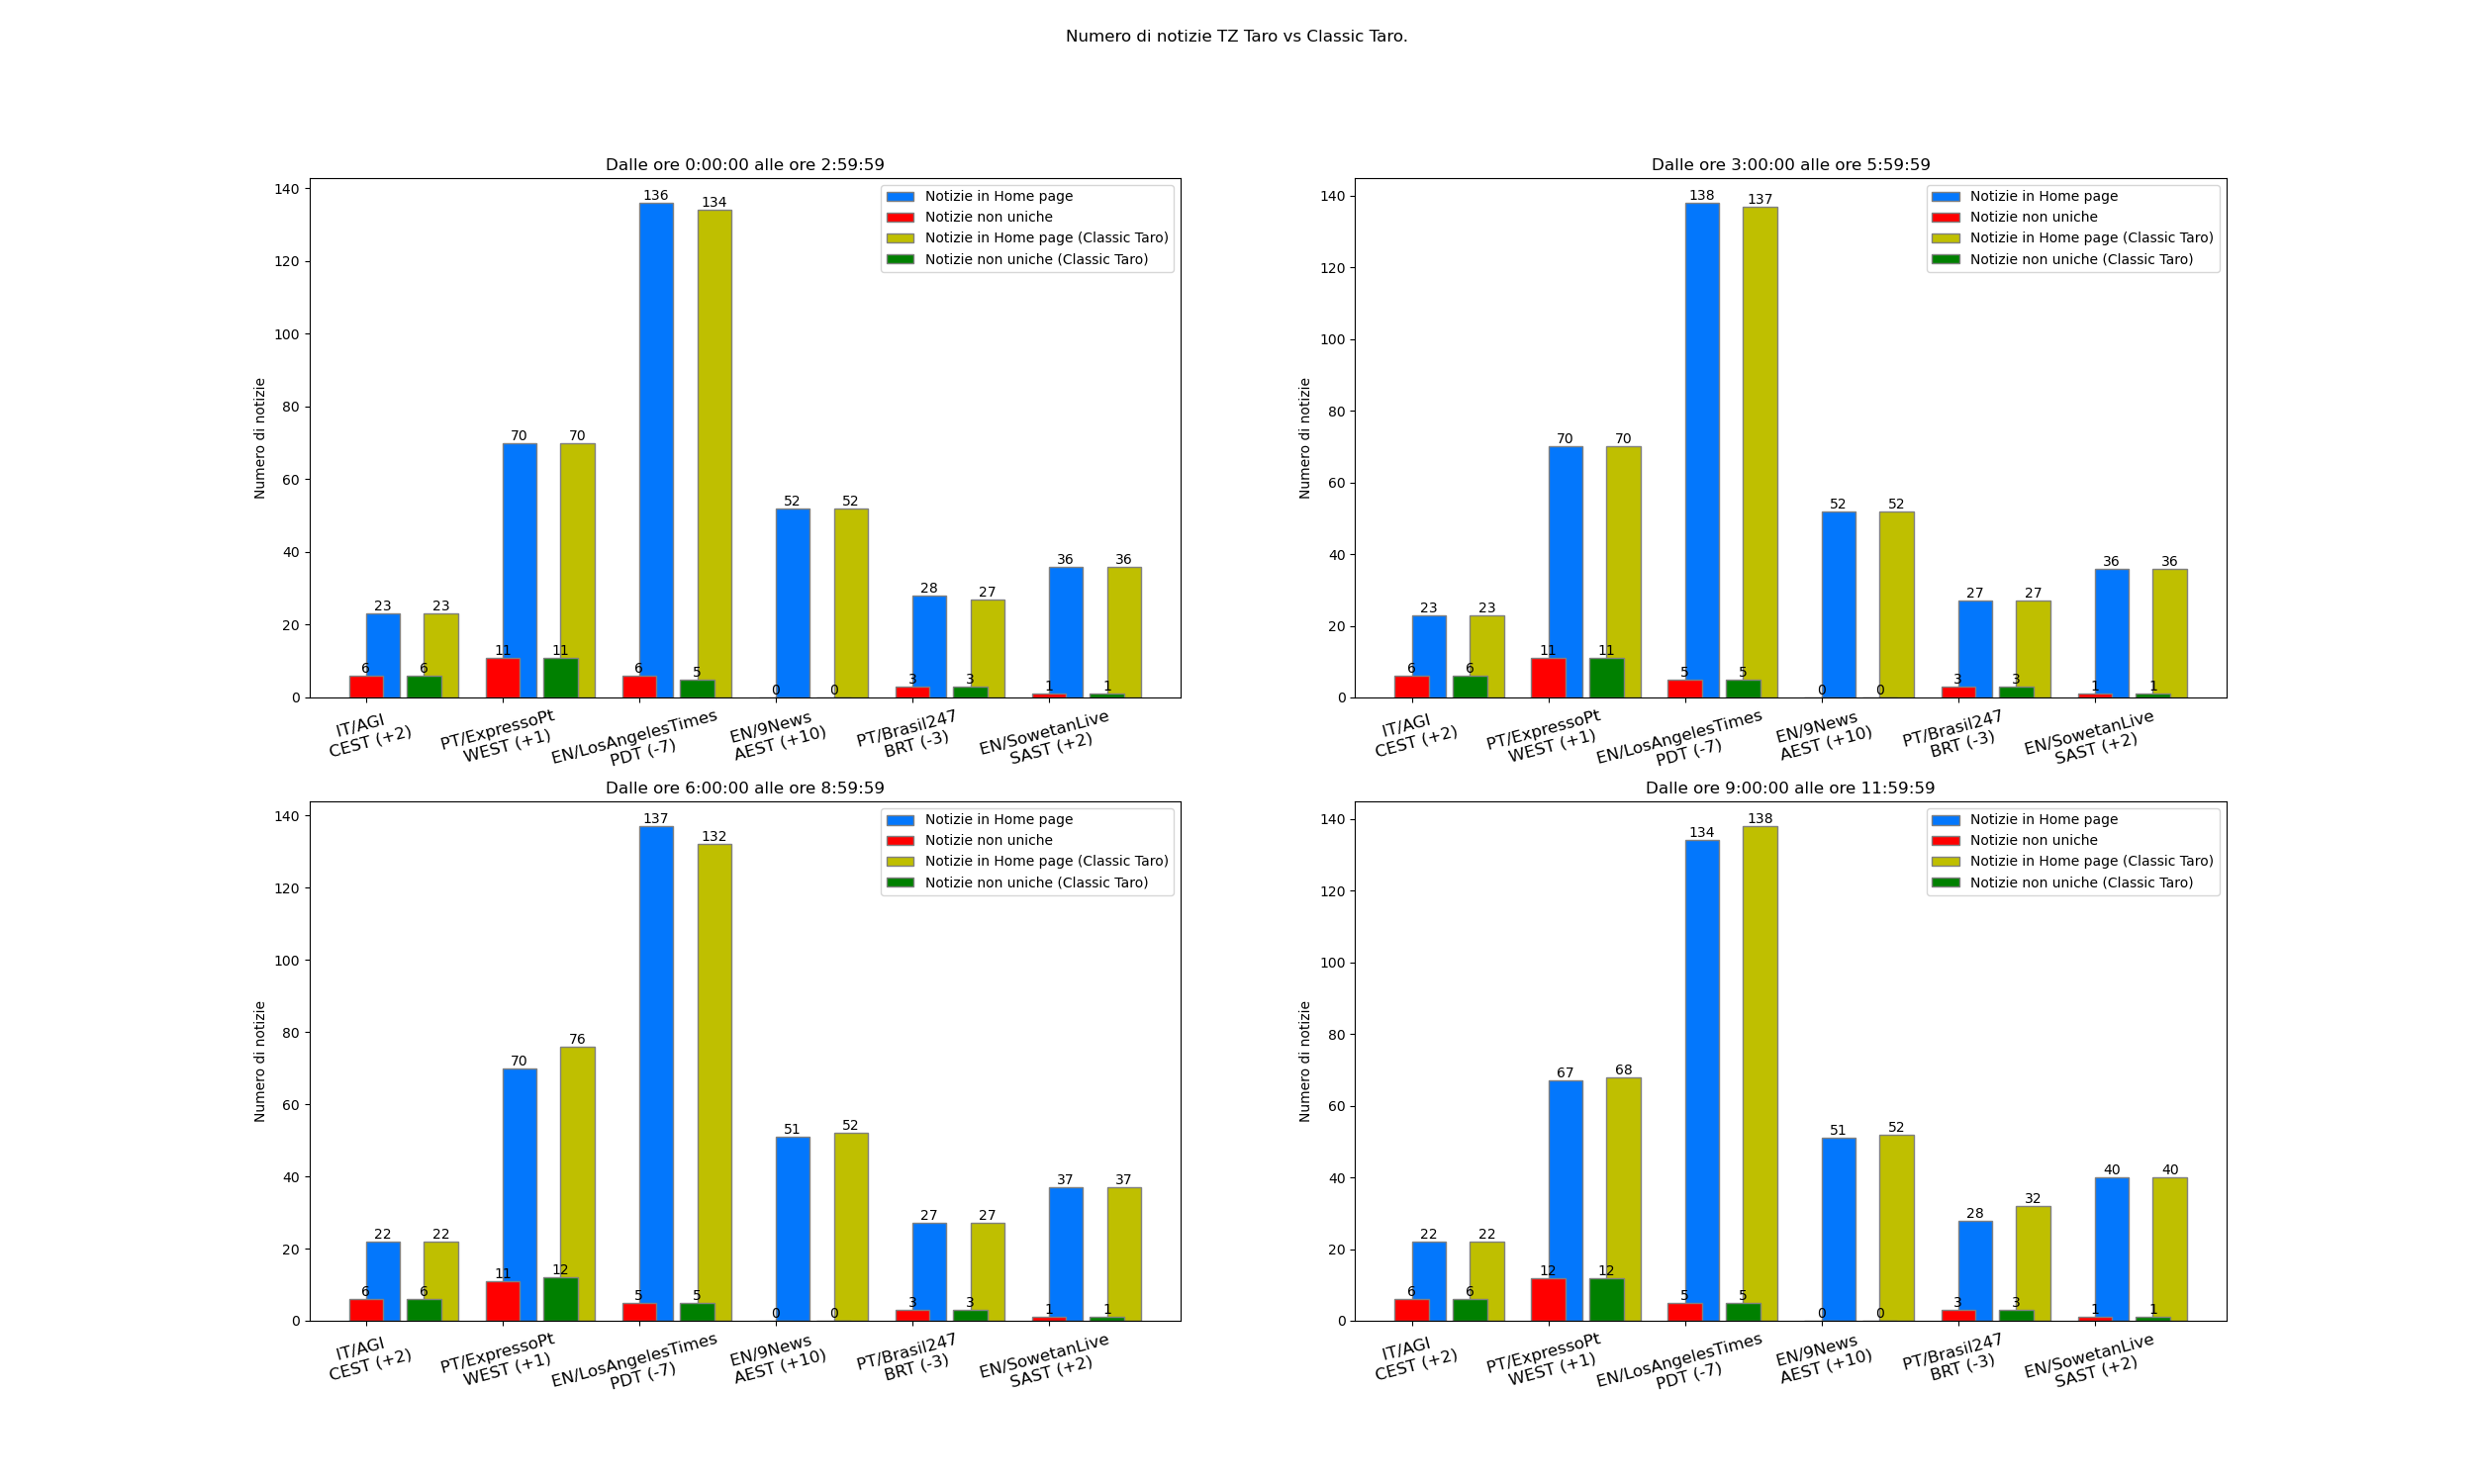 Numero di notizie TZ Taro vs Classic Taro.
Dalle ore 0:00:00 alle ore 2:59:59
Numero di notizie
140
120
100
80
60
40
20
0
Notizie in Home page
Notizie non uniche
Notizie in Home page (Classic Taro)
Notizie non uniche (Classic Taro)
6 23 6 23
11 70 11 70
6 136 5 134
0 52 0 52
3 28 3 27
1 36 1 36
IT/AGI
CEST (+2)
PT/ExpressoPt
WEST (+1)
EN/LosAngelesTimes
PDT (-7)
EN/9News
AEST (+10)
PT/Brasil247
BRT (-3)
EN/SowetanLive
SAST (+2)
Dalle ore 3:00:00 alle ore 5:59:59
Numero di notizie
140
120
100
80
60
40
20
0
Notizie in Home page
Notizie non uniche
Notizie in Home page (Classic Taro)
Notizie non uniche (Classic Taro)
6 23 6 23
11 70 11 70
5 138 5 137
0 52 0 52
3 27 3 27
1 36 1 36
IT/AGI
CEST (+2)
PT/ExpressoPt
WEST (+1)
EN/LosAngelesTimes
PDT (-7)
EN/9News
AEST (+10)
PT/Brasil247
BRT (-3)
EN/SowetanLive
SAST (+2)
Dalle ore 6:00:00 alle ore 8:59:59
Numero di notizie
140
120
100
80
60
40
20
0
Notizie in Home page
Notizie non uniche
Notizie in Home page (Classic Taro)
Notizie non uniche (Classic Taro)
6 22 6 22
11 70 12 76
5 137 5 132
0 51 0 52
3 27 3 27
1 37 1 37
IT/AGI
CEST (+2)
PT/ExpressoPt
WEST (+1)
EN/LosAngelesTimes
PDT (-7)
EN/9News
AEST (+10)
PT/Brasil247
BRT (-3)
EN/SowetanLive
SAST (+2)
Dalle ore 9:00:00 alle ore 11:59:59
Numero di notizie
140
120
100
80
60
40
20
0
Notizie in Home page
Notizie non uniche
Notizie in Home page (Classic Taro)
Notizie non uniche (Classic Taro)
6 22 6 22
12 67 12 68
5 134 5 138
0 51 0 52
3 28 3 32
1 40 1 40
IT/AGI
CEST (+2)
PT/ExpressoPt
WEST (+1)
EN/LosAngelesTimes
PDT (-7)
EN/9News
AEST (+10)
PT/Brasil247
BRT (-3)
EN/SowetanLive
SAST (+2)